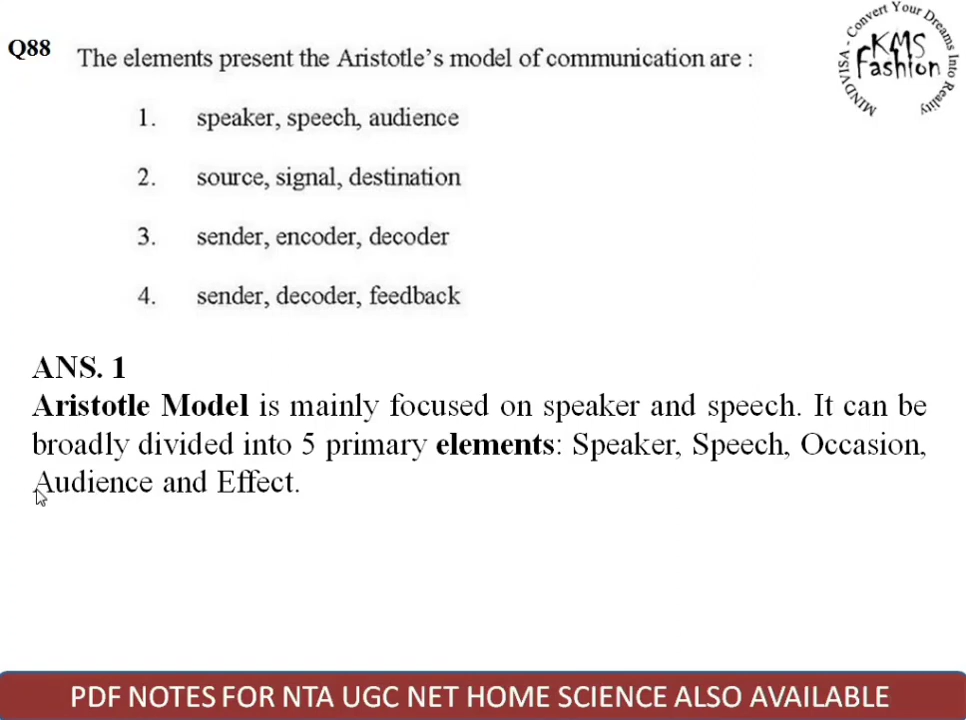 Q88 The elements present the Aristotle's model of communication are :
1. speaker, speech, audience
2. source, signal, destination
3. sender, encoder, decoder
4. sender, decoder, feedback
ANS. 1
Aristotle Model is mainly focused on speaker and speech. It can be
broadly divided into 5 primary elements: Speaker, Speech, Occasion,
Audience and Effect.
MINDVISA - Convert Your Dreams Into Reality
KMS
Fashion
PDF NOTES FOR NTA UGC NET HOME SCIENCE ALSO AVAILABLE